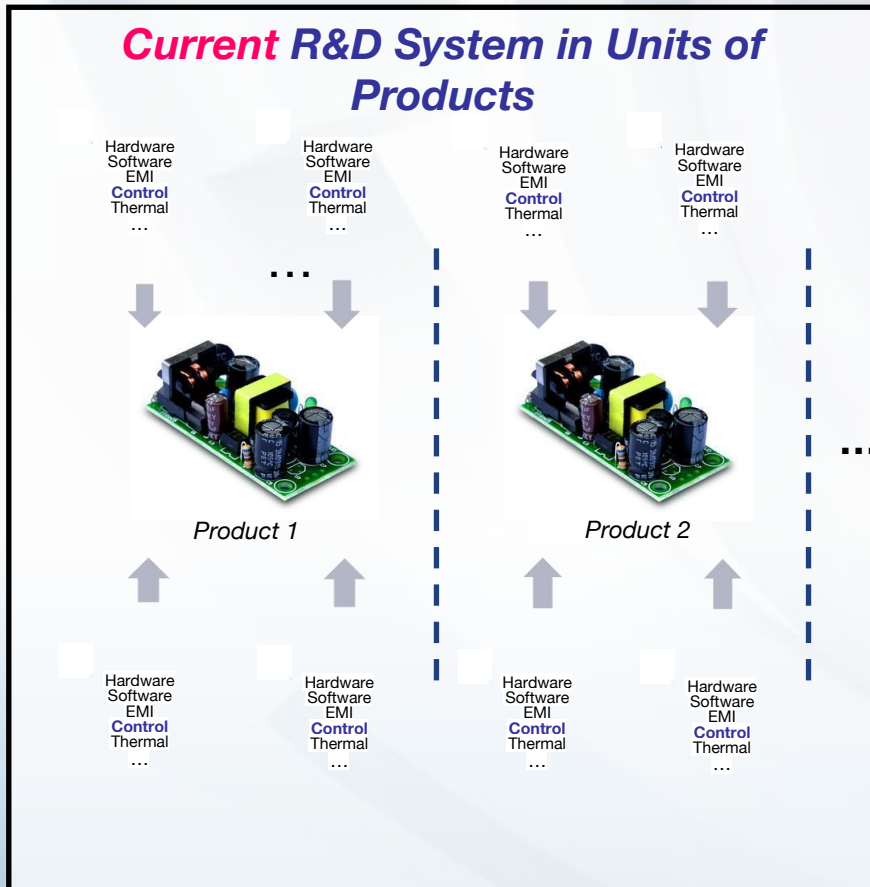 Current R&D System in Units of
Products
Hardware
Software
EMI
Control
Thermal
...
Hardware
Software
EMI
Control
Thermal
...
Hardware
Software
EMI
Control
Thermal
...
Hardware
Software
EMI
Control
Thermal
...
...
...
Product 1
Product 2
Hardware
Software
EMI
Control
Thermal
...
Hardware
Software
EMI
Control
Thermal
...
Hardware
Software
EMI
Control
Thermal
...
Hardware
Software
EMI
Control
Thermal
...